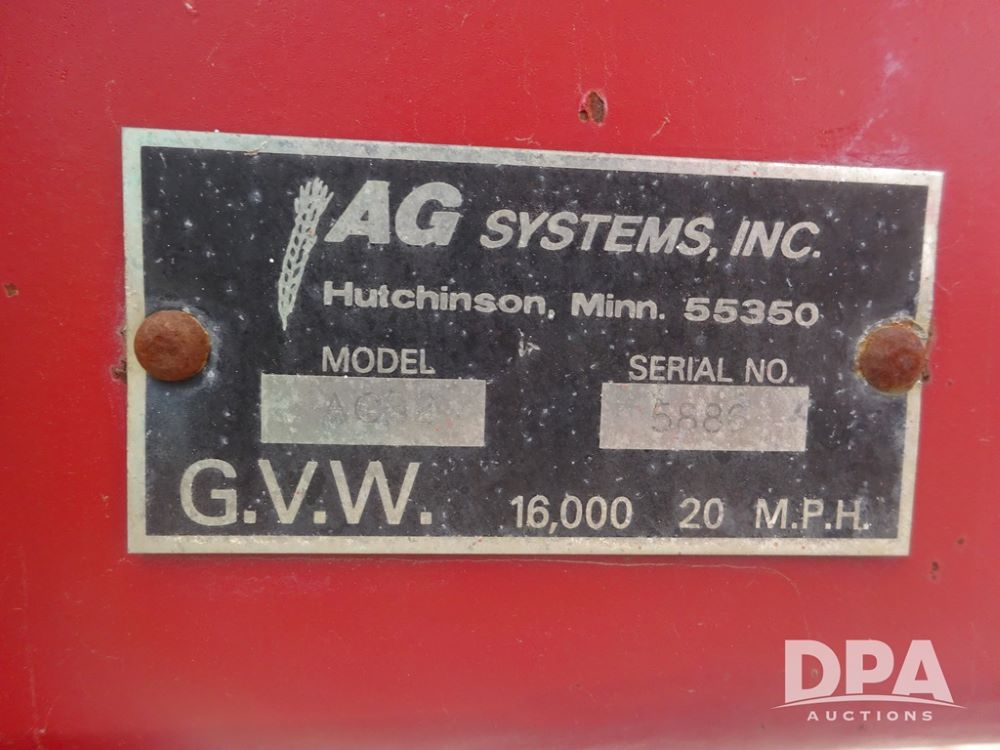 AG SYSTEMS, INC.
Hutchinson, Minn. 55350
MODEL SERIAL NO.
5886
G.V.W. 16,000 20 M.P.H.
DPA
AUCTIONS